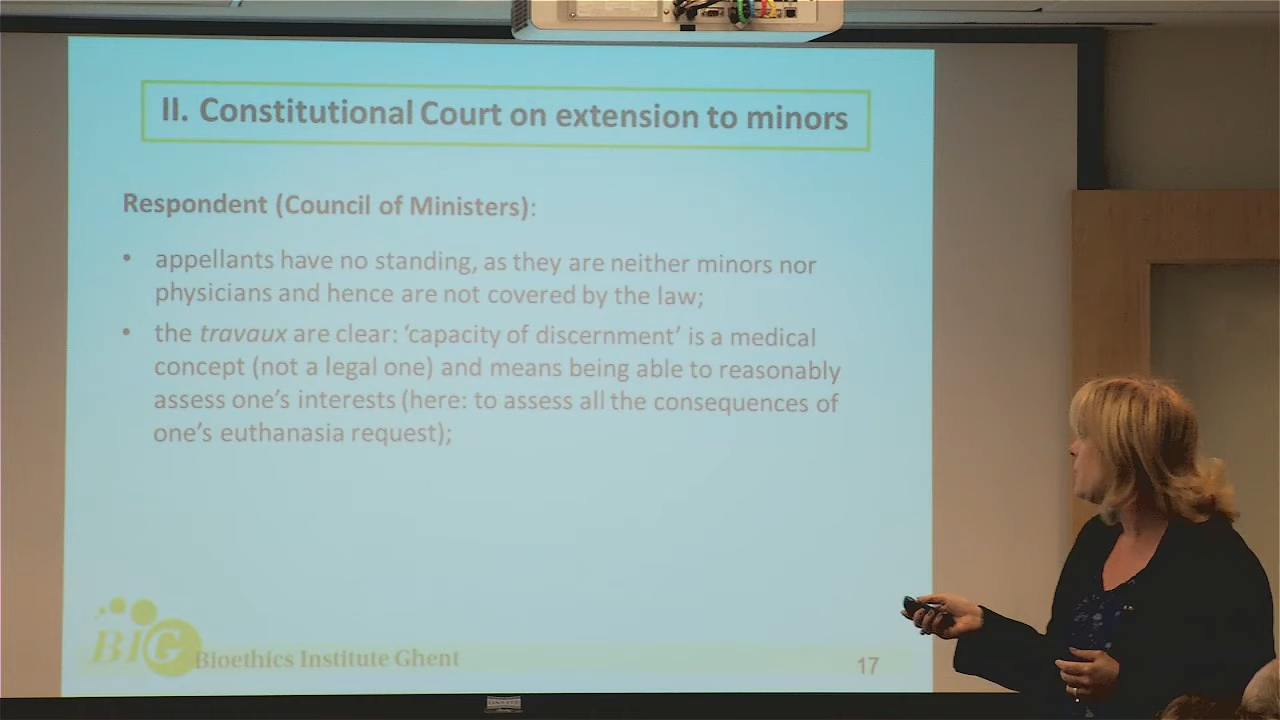 II. Constitutional Court on extension to minors
Respondent (Council of Ministers):
• appellants have no standing, as they are neither minors nor
physicians and hence are not covered by the law;
• the travaux are clear: ‘capacity of discernment’ is a medical
concept (not a legal one) and means being able to reasonably
assess one’s interests (here: to assess all the consequences of
one’s euthanasia request);
BIG Bioethics Institute Ghent
17